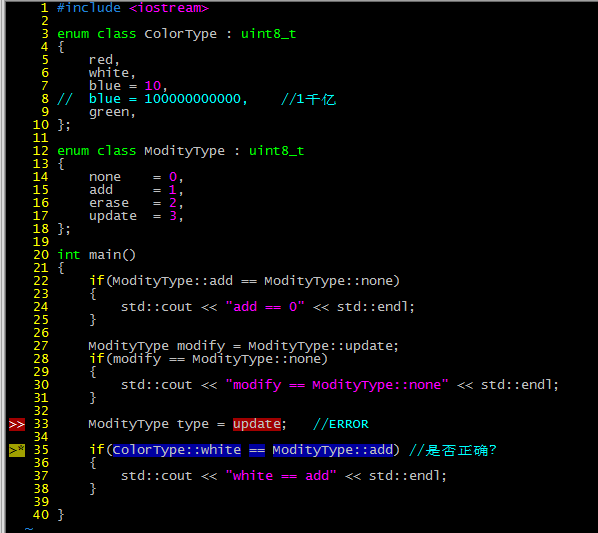 1 #include <iostream>
2
3 enum class ColorType : uint8_t
4 {
5     red,
6     white,
7     blue = 10,
8 //  blue = 100000000000,    //1千亿
9     green,
10 };
11
12 enum class ModityType : uint8_t
13 {
14     none    = 0,
15     add     = 1,
16     erase   = 2,
17     update  = 3,
18 };
19
20 int main()
21 {
22     if(ModityType::add == ModityType::none)
23     {
24         std::cout << "add == 0" << std::endl;
25     }
26
27     ModityType modify = ModityType::update;
28     if(modify == ModityType::none)
29     {
30         std::cout << "modify == ModityType::none" << std::endl;
31     }
32
>> 33     ModityType type = update;   //ERROR
34
>* 35     if(ColorType::white == ModityType::add) //是否正确?
36     {
37         std::cout << "white == add" << std::endl;
38     }
39
40 }
~